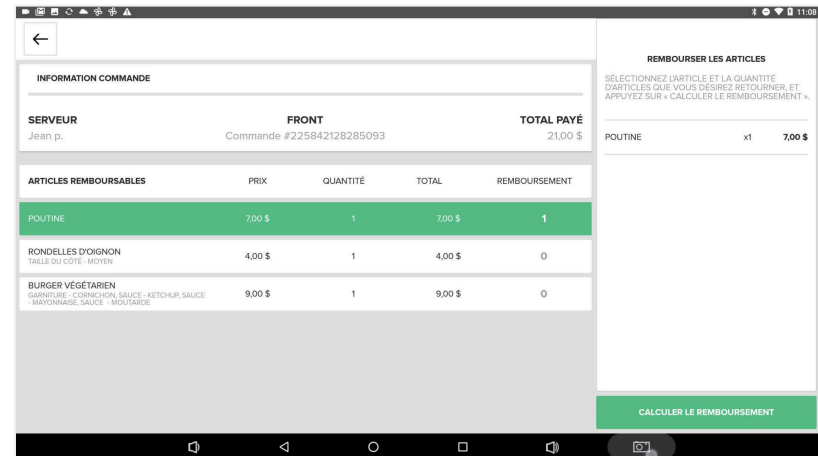 11:08
INFORMATION COMMANDE
SERVEUR FRONT TOTAL PAYÉ
Jean p. Commande #225842128285093 21,00 $
ARTICLES REMBOURSABLES PRIX QUANTITÉ TOTAL REMBOURSEMENT
POUTINE 7,00 $ 1 7,00 $ 1
RONDELLES D'OIGNON 4,00 $ 1 4,00 $ 0
TAILLE DU CÔTÉ - MOYEN
BURGER VÉGÉTARIEN 9,00 $ 1 9,00 $ 0
GARNITURE - CORNICHON, SAUCE - KETCHUP, SAUCE
- MAYONNAISE, SAUCE - MOUTARDE
REMBOURSER LES ARTICLES
SÉLECTIONNEZ L'ARTICLE ET LA QUANTITÉ
D'ARTICLES QUE VOUS DÉSIREZ RETOURNER, ET
APPUYEZ SUR « CALCULER LE REMBOURSEMENT ».
POUTINE x1 7,00 $
CALCULER LE REMBOURSEMENT